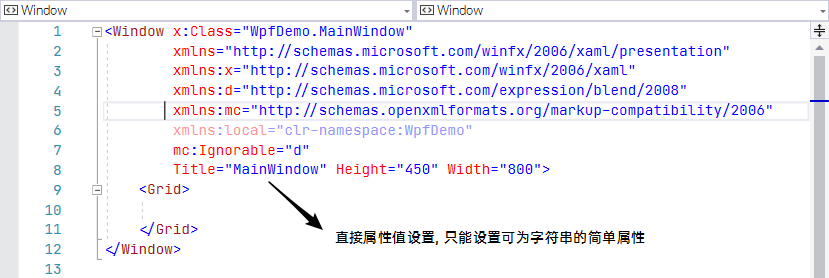 Window Window
1 <Window x:Class="WpfDemo.MainWindow"
2 xmlns="http://schemas.microsoft.com/winfx/2006/xaml/presentation"
3 xmlns:x="http://schemas.microsoft.com/winfx/2006/xaml"
4 xmlns:d="http://schemas.microsoft.com/expression/blend/2008"
5 xmlns:mc="http://schemas.openxmlformats.org/markup-compatibility/2006"
6 xmlns:local="clr-namespace:WpfDemo"
7 mc:Ignorable="d"
8 Title="MainWindow" Height="450" Width="800">
9 <Grid>
10
11 </Grid>
直接属性值设置, 只能设置可为字符串的简单属性
12 </Window>
13